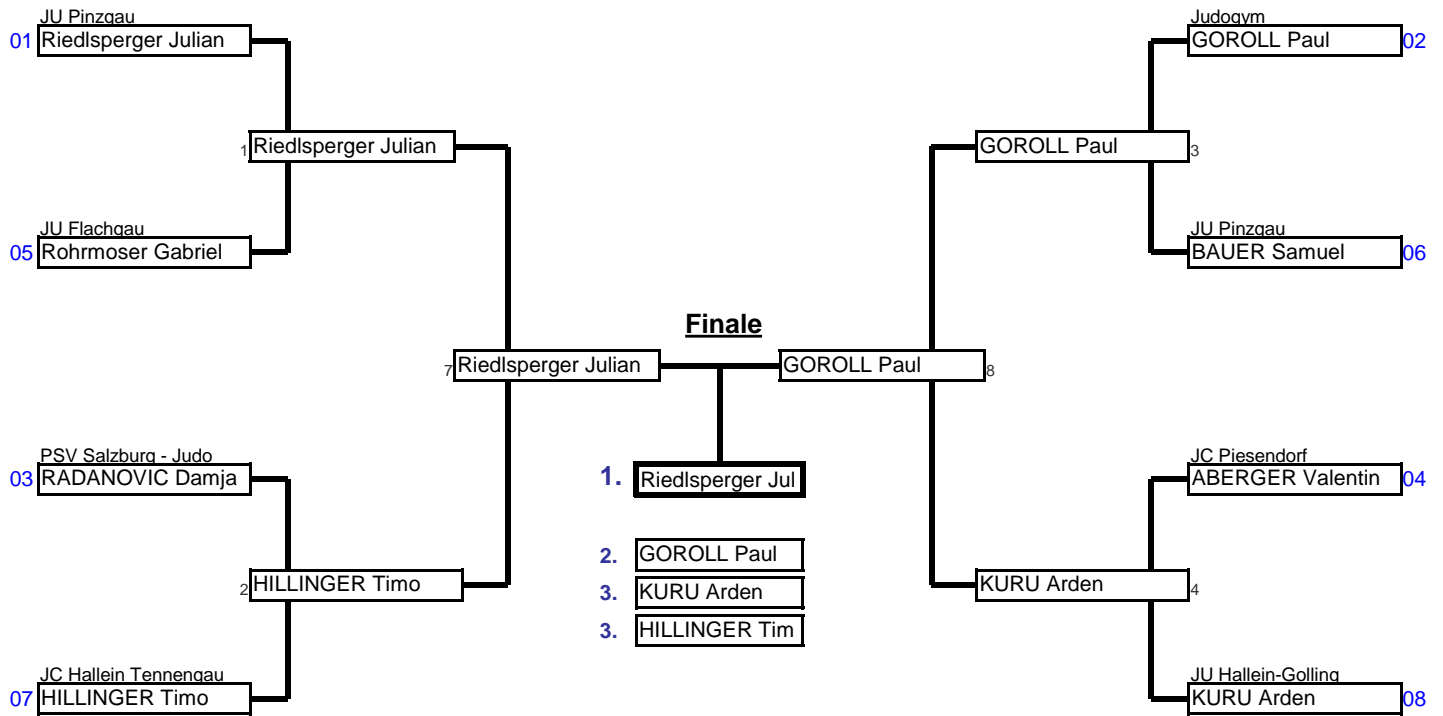 JU Pinzgau
01 Riedlsperger Julian
Judogym
GOROLL Paul 02
1 Riedlsperger Julian
GOROLL Paul 3
JU Flachgau
05 Rohrmoser Gabriel
JU Pinzgau
BAUER Samuel 06
Finale
7 Riedlsperger Julian
GOROLL Paul 8
PSV Salzburg - Judo
03 RADANOVIC Damja
1. Riedlsperger Jul
JC Piesendorf
ABERGER Valentin 04
2. GOROLL Paul
2 HILLINGER Timo
3. KURU Arden
KURU Arden 4
3. HILLINGER Tim
JC Hallein Tennengau
07 HILLINGER Timo
JU Hallein-Golling
KURU Arden 08